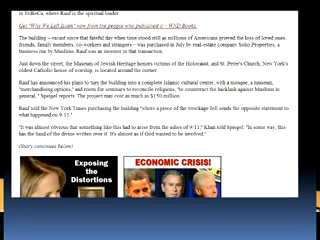 in TriBeCa, where Rauf is the spiritual leader.
Get "Why We Left Islam" now from the people who published it – WND Books.
The building – vacant since that fateful day when time stood still as millions of Americans grieved the loss of loved ones
friends, family members, co-workers and strangers – was purchased in July by real-estate company Soho Properties, a
business run by Muslims. Rauf was an investor in that transaction.
Just down the street, the Museum of Jewish Heritage honors victims of the Holocaust, and St. Peter's Church, New York's
oldest Catholic house of worship, is located around the corner.
Rauf has announced his plans to turn the building into a complete Islamic cultural center, with a mosque, a museum,
"merchandising options," and room for seminars to reconcile religions, "to counteract the backlash against Muslims in
general," Spiegel reports. The project may cost as much as $150 million.
Rauf told the New York Times purchasing the building "where a piece of the wreckage fell sends the opposite statement to
what happened on 9/11."
"It was almost obvious that something like this had to arise from the ashes of 9/11," Khan told Spiegel. "In some way, this
has the hand of the divine written over it. It's almost as if God wanted to be involved."
(Story continues below)
Exposing
the
Distortions
ECONOMIC CRISIS!